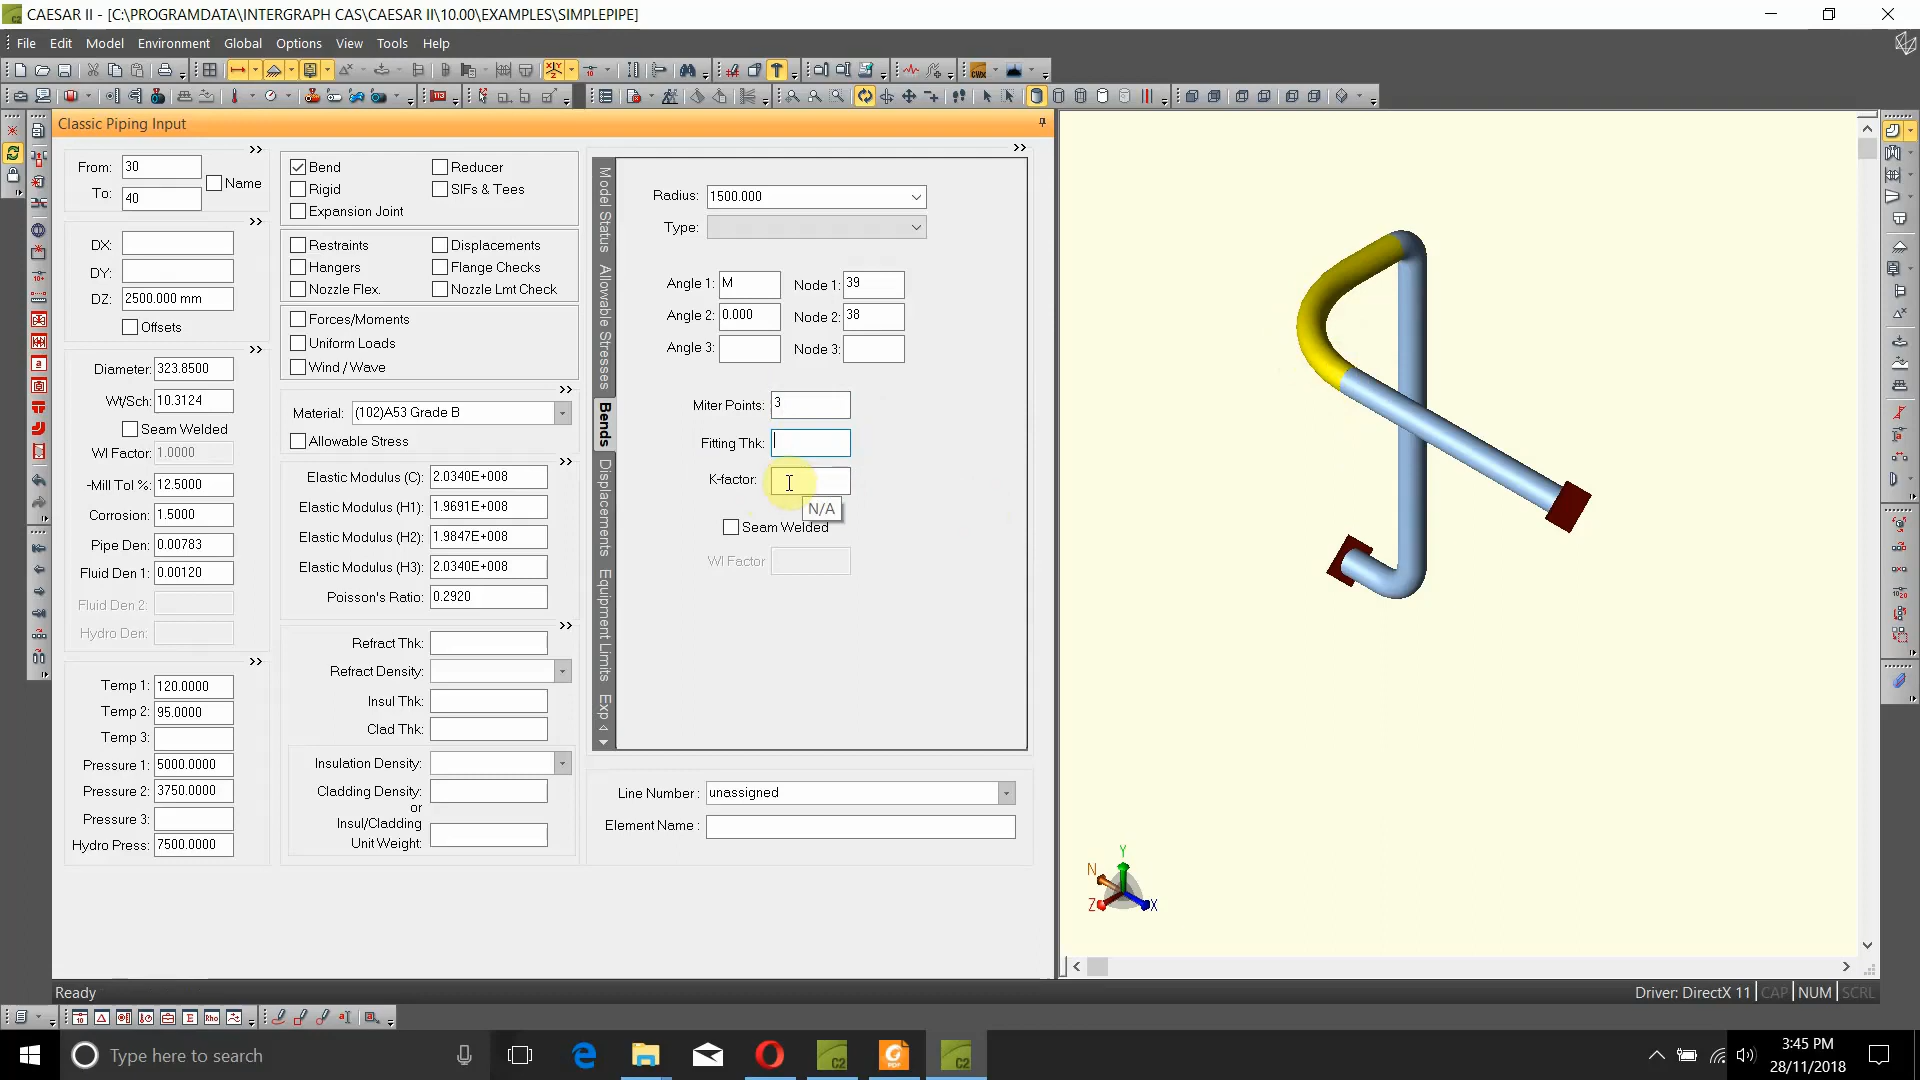 CAESAR II - [C:\PROGRAMDATA\INTERGRAPH CAS\CAESAR II\10.00\EXAMPLES\SIMPLEPIPE]
File Edit Model Environment Global Options View Tools Help
Classic Piping Input
From: 30
To: 40
Name
DX:
DY:
DZ: 2500.000 mm
Offsets
Diameter: 323.8500
Wt/Sch: 10.3124
Seam Welded
WI Factor: 1.0000
-Mill Tol %: 12.5000
Corrosion: 1.5000
Pipe Den: 0.00783
Fluid Den 1: 0.00120
Fluid Den 2:
Hydro Den:
Temp 1: 120.0000
Temp 2: 95.0000
Temp 3:
Pressure 1: 5000.0000
Pressure 2: 3750.0000
Pressure 3:
Hydro Press: 7500.0000
Bend Reducer
Rigid SIFs & Tees
Expansion Joint
Restraints Displacements
Hangers Flange Checks
Nozzle Flex. Nozzle Lmt Check
Forces/Moments
Uniform Loads
Wind / Wave
Material: (102)A53 Grade B
Allowable Stress
Elastic Modulus (C): 2.0340E+008
Elastic Modulus (H1): 1.9691E+008
Elastic Modulus (H2): 1.9847E+008
Elastic Modulus (H3): 2.0340E+008
Poisson's Ratio: 0.2920
Refract Thk:
Refract Density:
Insul Thk:
Clad Thk:
Insulation Density:
Cladding Density:
or
Insul/Cladding
Unit Weight:
Model Status
Allowable Stresses
Bends
Displacements
Equipment Limits
Exp
Radius: 1500.000
Type:
Angle 1: M Node 1: 39
Angle 2: 0.000 Node 2: 38
Angle 3: Node 3:
Miter Points: 3
Fitting Thk:
K-factor:
N/A
Seam Welded
WI Factor
Line Number: unassigned
Element Name :
Y
N
Z X
Ready
Driver: DirectX 11 CAP NUM SCRL
Type here to search
3:45 PM
28/11/2018